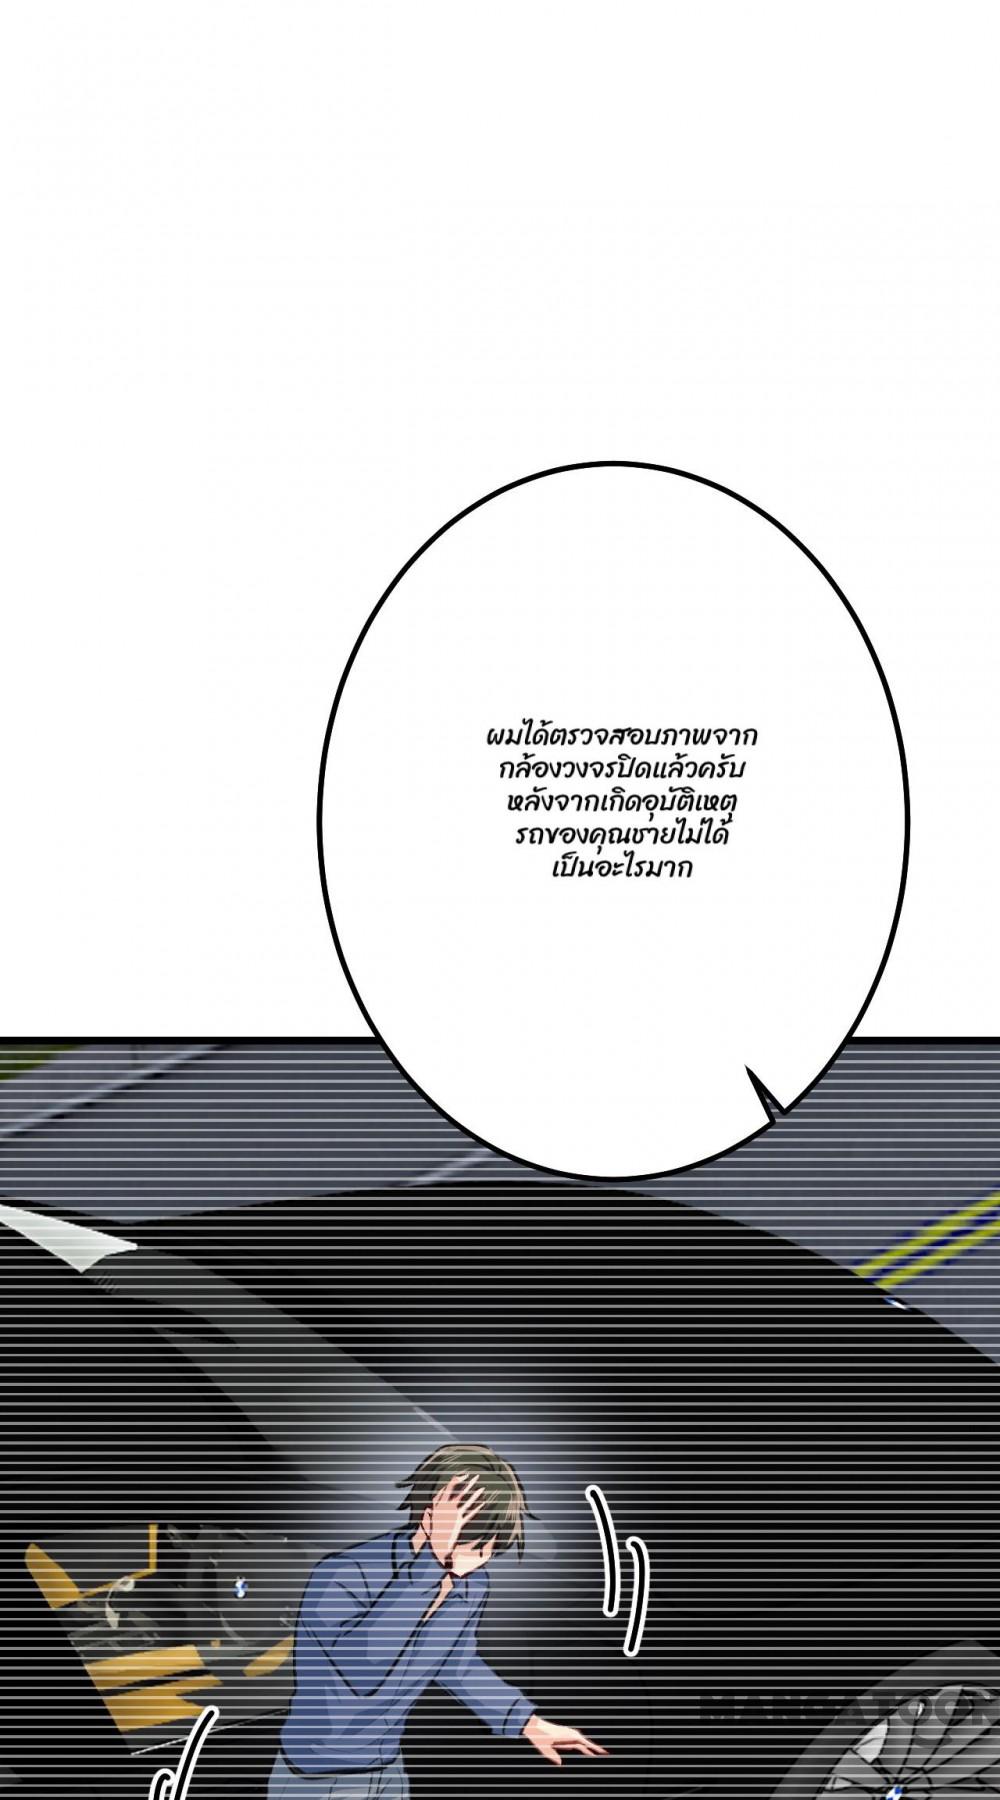 ผมได้ตรวจสอบภาพจาก
กล้องวงจรปิดแล้วครับ
หลังจากเกิดอุบัติเหตุ
รถของคุณชายไม่ได้
เป็นอะไรมาก
MANGATOON